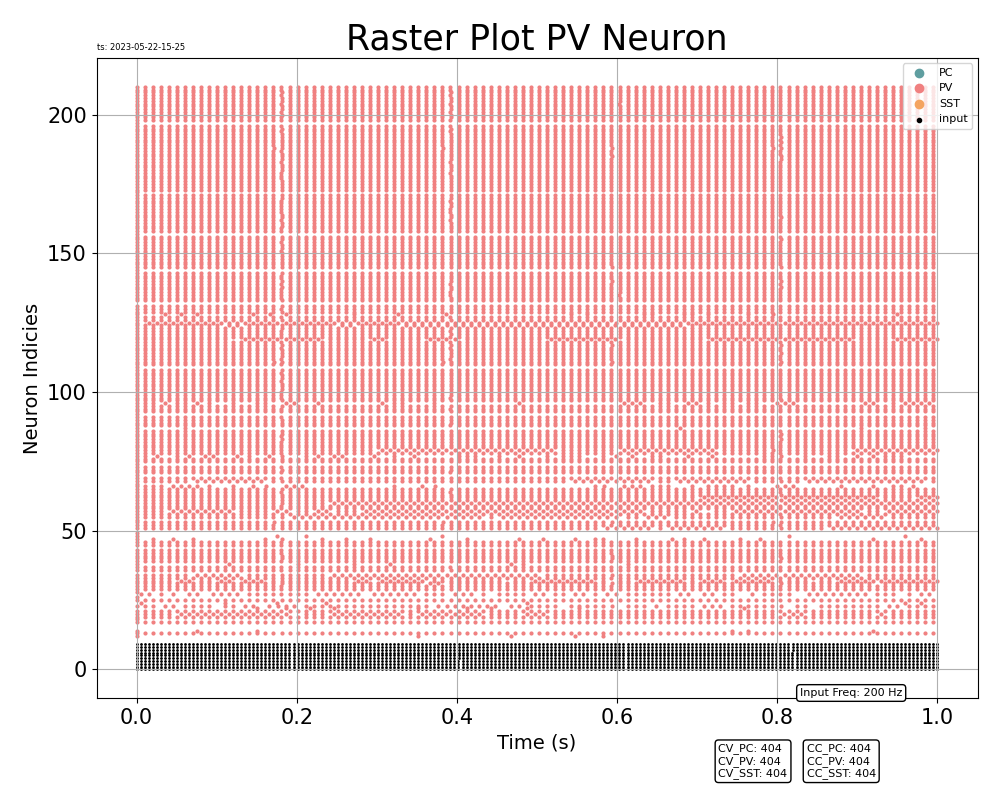 Raster Plot PV Neuron
ts: 2023-05-22-15-25
PC
PV
SST
input
200
150
100
50
0
Neuron Indicies
0.0 0.2 0.4 0.6 0.8 1.0
Time (s)
Input Freq: 200 Hz
CV_PC: 404
CV_PV: 404
CV_SST: 404
CC_PC: 404
CC_PV: 404
CC_SST: 404